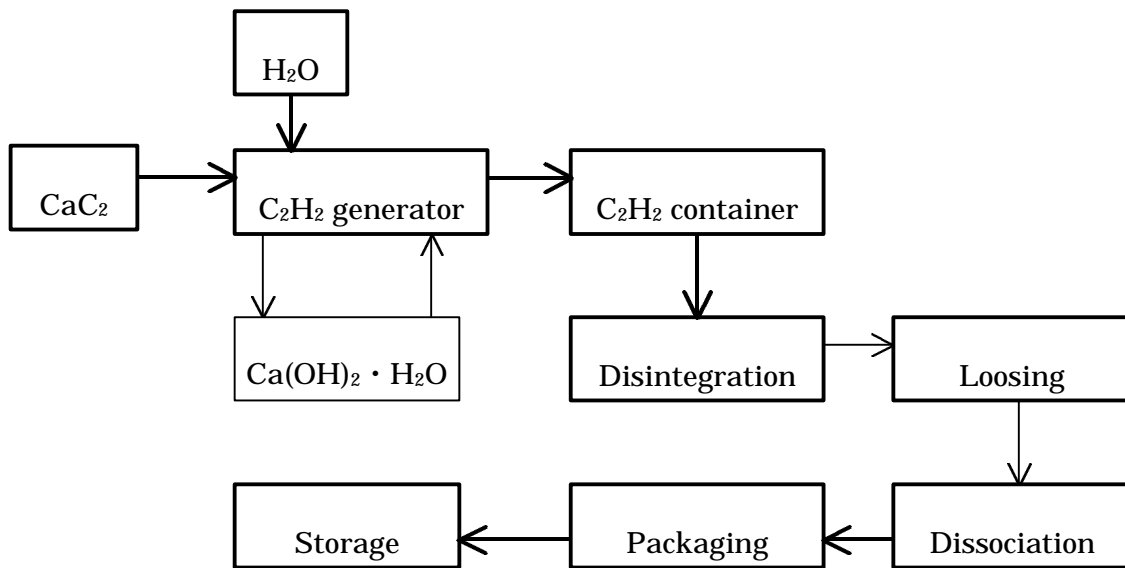 H₂O
CaC₂
C₂H₂ generator
C₂H₂ container
Ca(OH)₂・H₂O
Disintegration
Loosing
Storage
Packaging
Dissociation